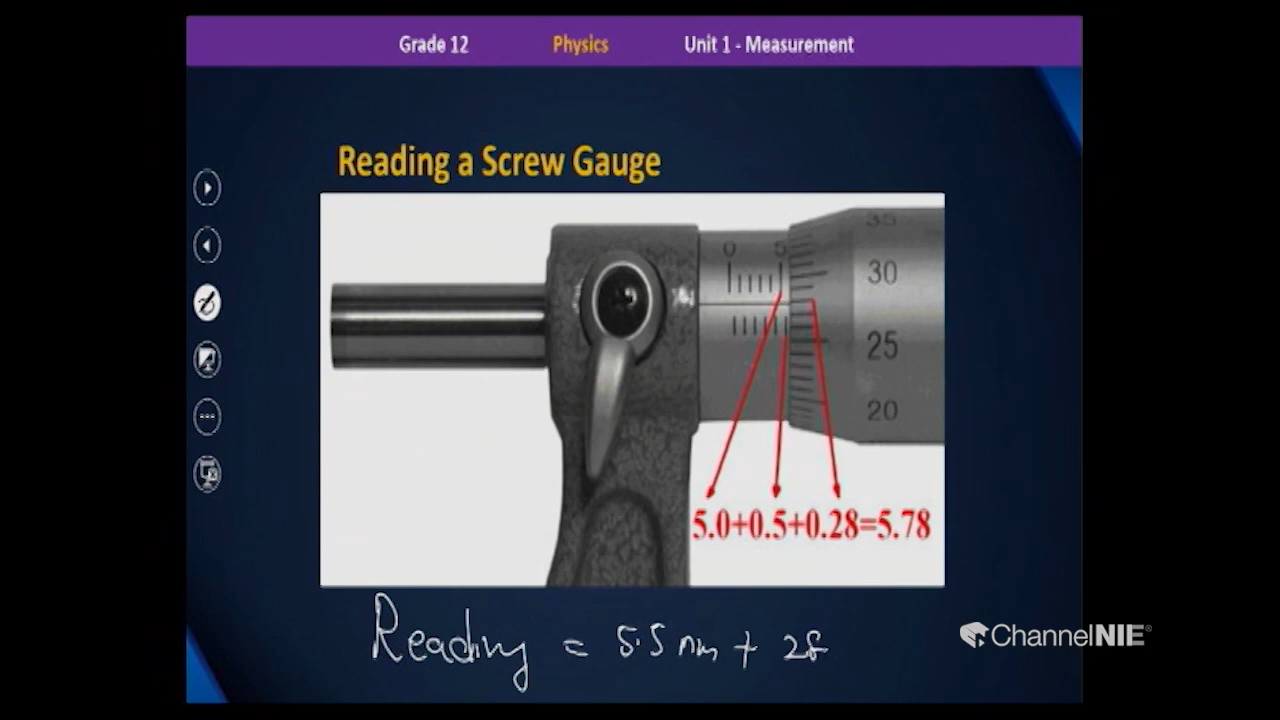 Grade 12 Physics Unit 1 - Measurement
Reading a Screw Gauge
0 5
35
30
25
20
5.0+0.5+0.28=5.78
Reading = 5.5 mm + 28
ChannelNIE®